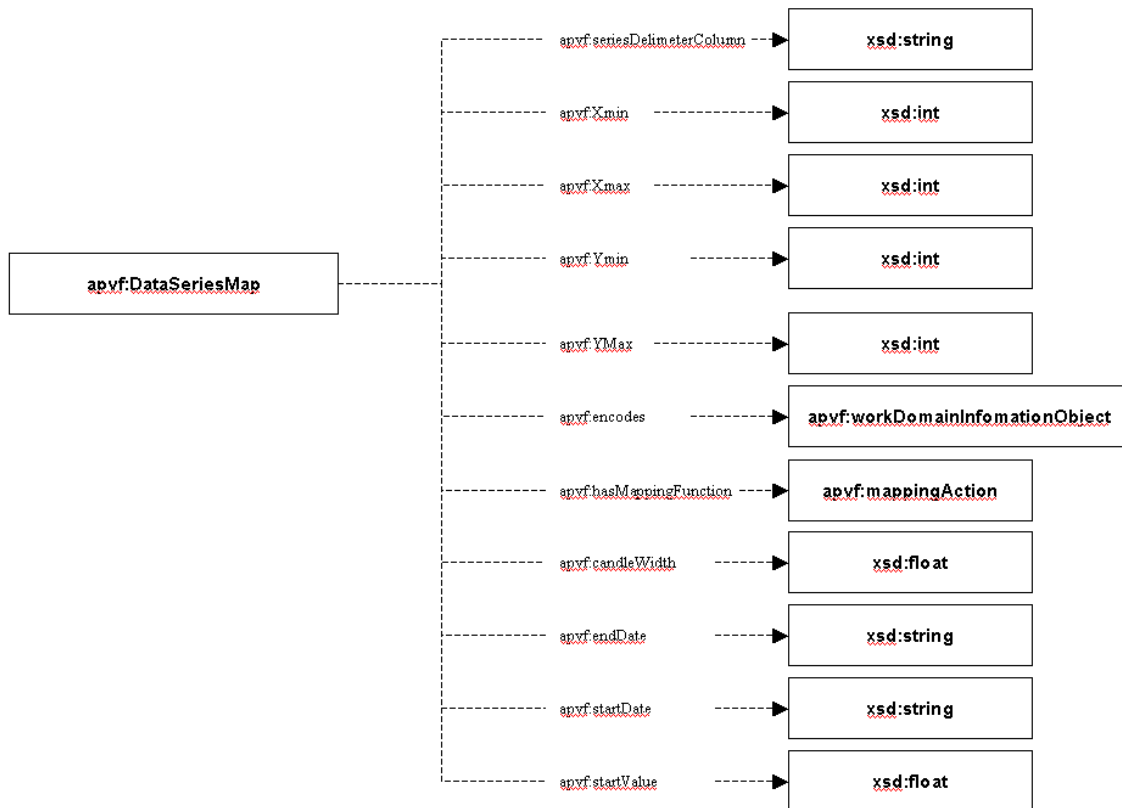 apvf:seriesDelimeterColumn xsd:string
apvf:Xmin xsd:int
apvf:Xmax xsd:int
apvf:Ymin xsd:int
apvf:DataSeriesMap
apvf:YMax xsd:int
apvf:encodes apvf:workDomainInfomationObject
apvf:hasMappingFunction apvf:mappingAction
apvf:candleWidth xsd:float
apvf:endDate xsd:string
apvf:startDate xsd:string
apvf:startValue xsd:float